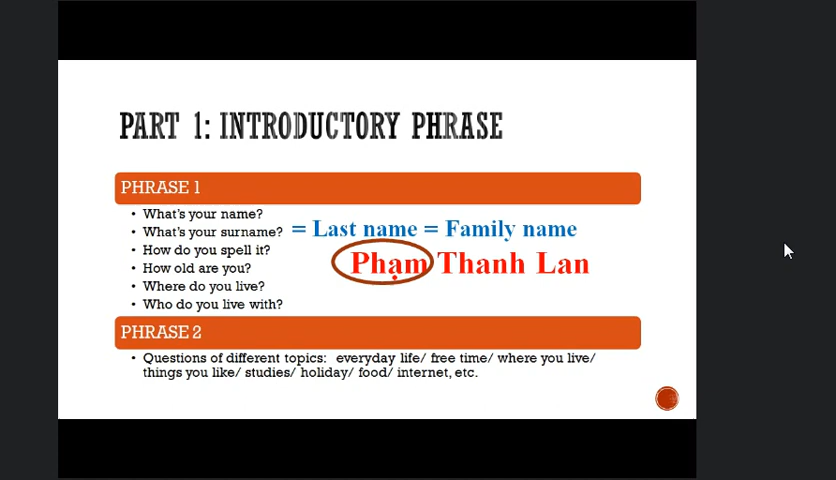 PART 1: INTRODUCTORY PHRASE
PHRASE 1
• What's your name?
• What's your surname? = Last name = Family name
• How do you spell it?
Phạm Thanh Lan
• How old are you?
• Where do you live?
• Who do you live with?
PHRASE 2
• Questions of different topics: everyday life/ free time/ where you live/
things you like/ studies/ holiday/ food/ internet, etc.